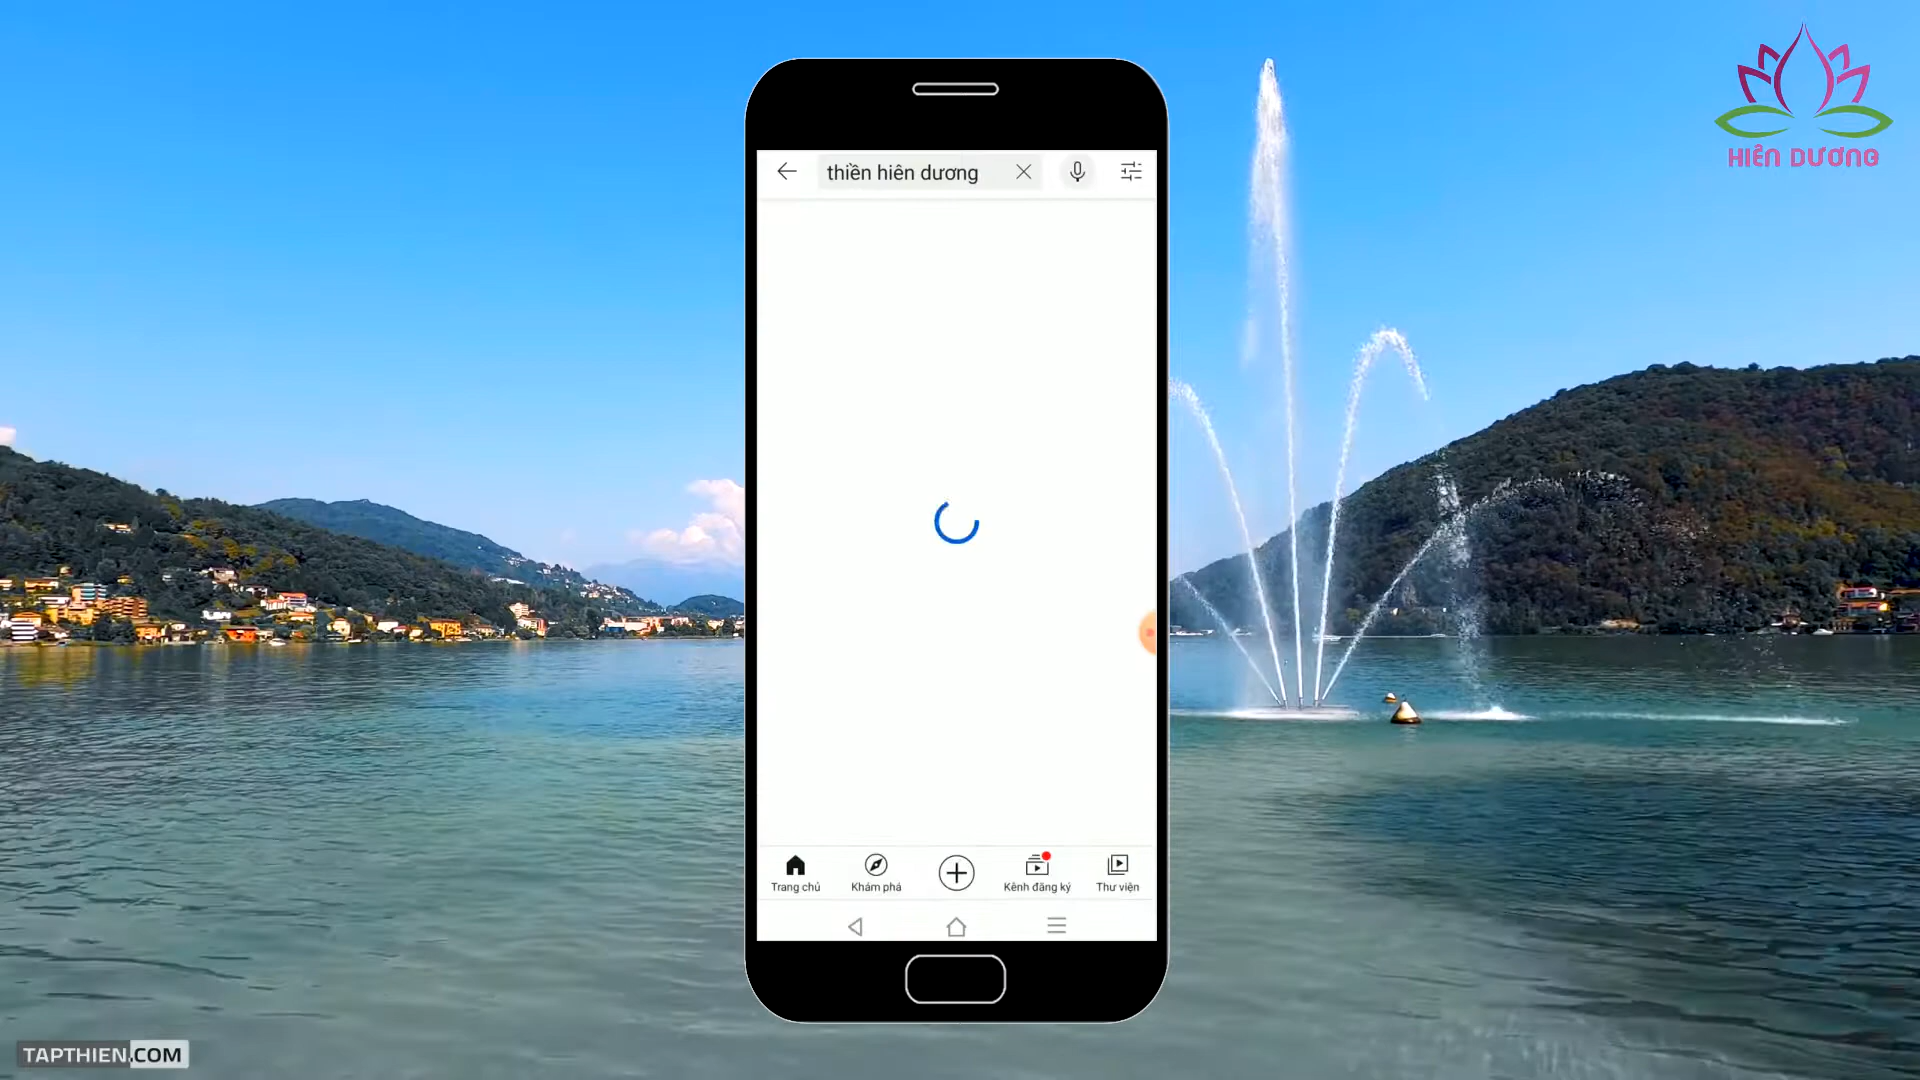 HIÊN DƯƠNG
thiền hiên dương
Trang chủ
Khám phá
Kênh đăng ký
Thư viện
TAPTHIEN.COM